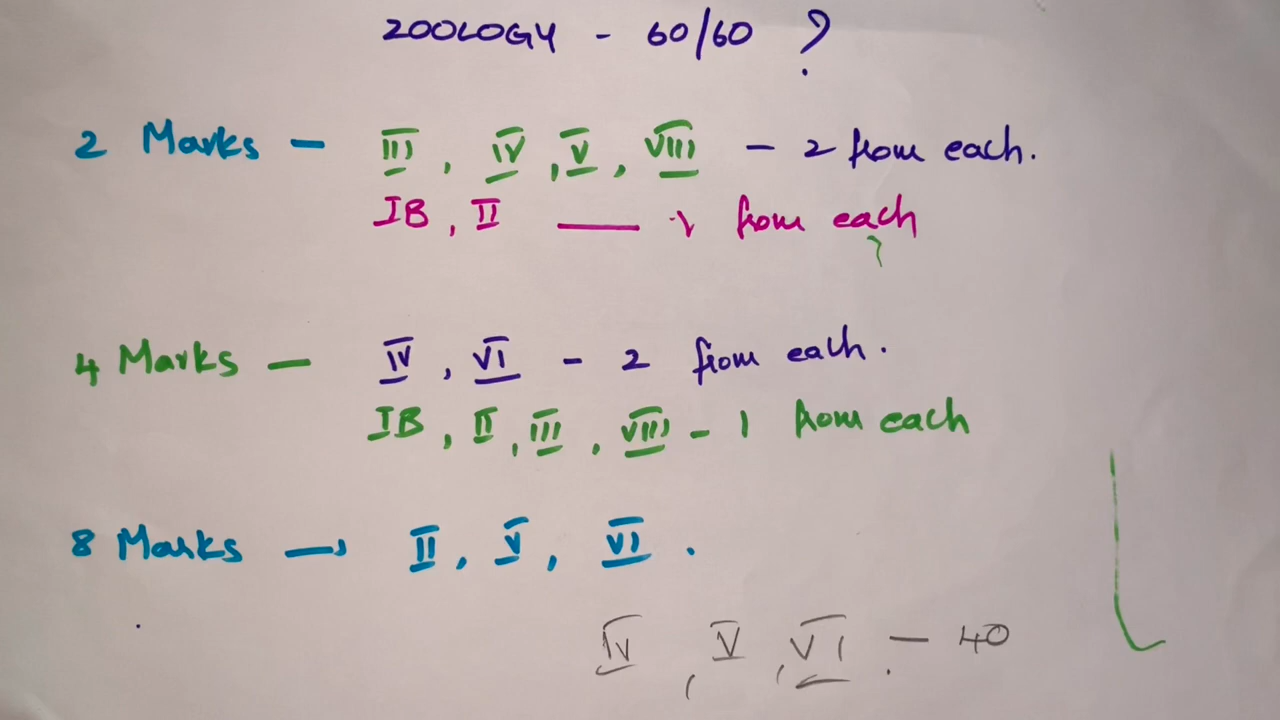 ZOOLOGY - 60/60 ?
2 Marks - III, IV, V, VIII - 2 from each.
IB, II — 1 from each
4 Marks - IV, VI - 2 from each.
IB, II, III, VIII - 1 from each
8 Marks → II, V, VI.
IV, V, VI. - 40